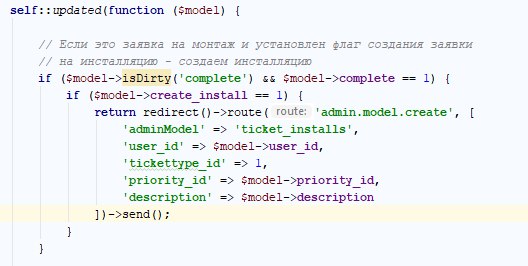 self::updated(function ($model) {
// Если это заявка на монтаж и установлен флаг создания заявки
// на инсталляцию - создаем инсталляцию
if ($model->isDirty('complete') && $model->complete == 1) {
if ($model->create_install == 1) {
return redirect()->route( route: 'admin.model.create', [
'adminModel' => 'ticket_installs',
'user_id' => $model->user_id,
'tickettype_id' => 1,
'priority_id' => $model->priority_id,
'description' => $model->description
])->send();
}
}